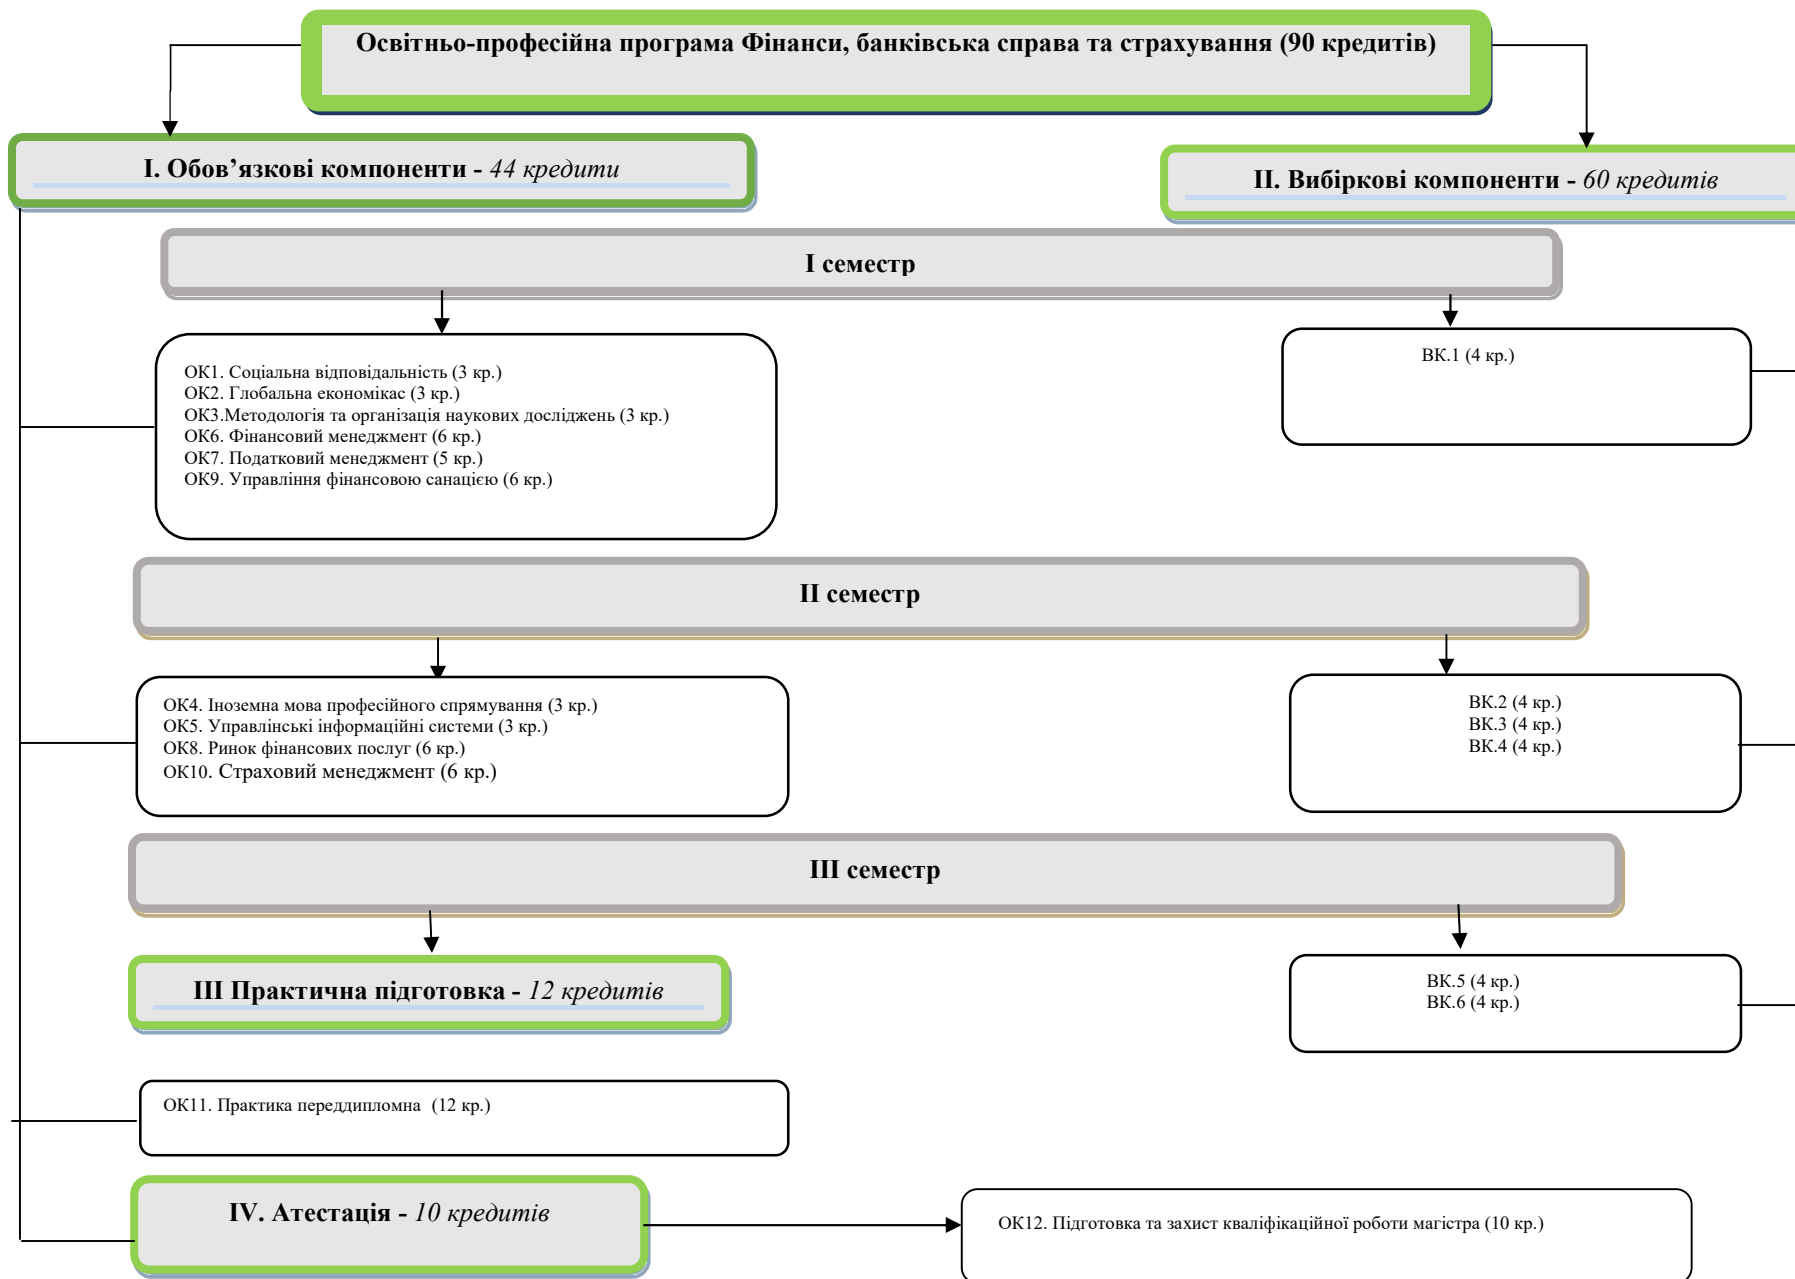 Освітньо-професійна програма Фінанси, банківська справа та страхування (90 кредитів)
І. Обов’язкові компоненти - 44 кредити
ІІ. Вибіркові компоненти - 60 кредитів
І семестр
ОК1. Соціальна відповідальність (3 кр.)
ОК2. Глобальна економікас (3 кр.)
ОК3.Методологія та організація наукових досліджень (3 кр.)
ОК6. Фінансовий менеджмент (6 кр.)
ОК7. Податковий менеджмент (5 кр.)
ОК9. Управління фінансовою санацією (6 кр.)
ВК.1 (4 кр.)
ІІ семестр
ОК4. Іноземна мова професійного спрямування (3 кр.)
ОК5. Управлінські інформаційні системи (3 кр.)
ОК8. Ринок фінансових послуг (6 кр.)
ОК10. Страховий менеджмент (6 кр.)
ВК.2 (4 кр.)
ВК.3 (4 кр.)
ВК.4 (4 кр.)
ІІІ семестр
ІІІ Практична підготовка - 12 кредитів
ВК.5 (4 кр.)
ВК.6 (4 кр.)
ОК11. Практика переддипломна (12 кр.)
ІV. Атестація - 10 кредитів
ОК12. Підготовка та захист кваліфікаційної роботи магістра (10 кр.)